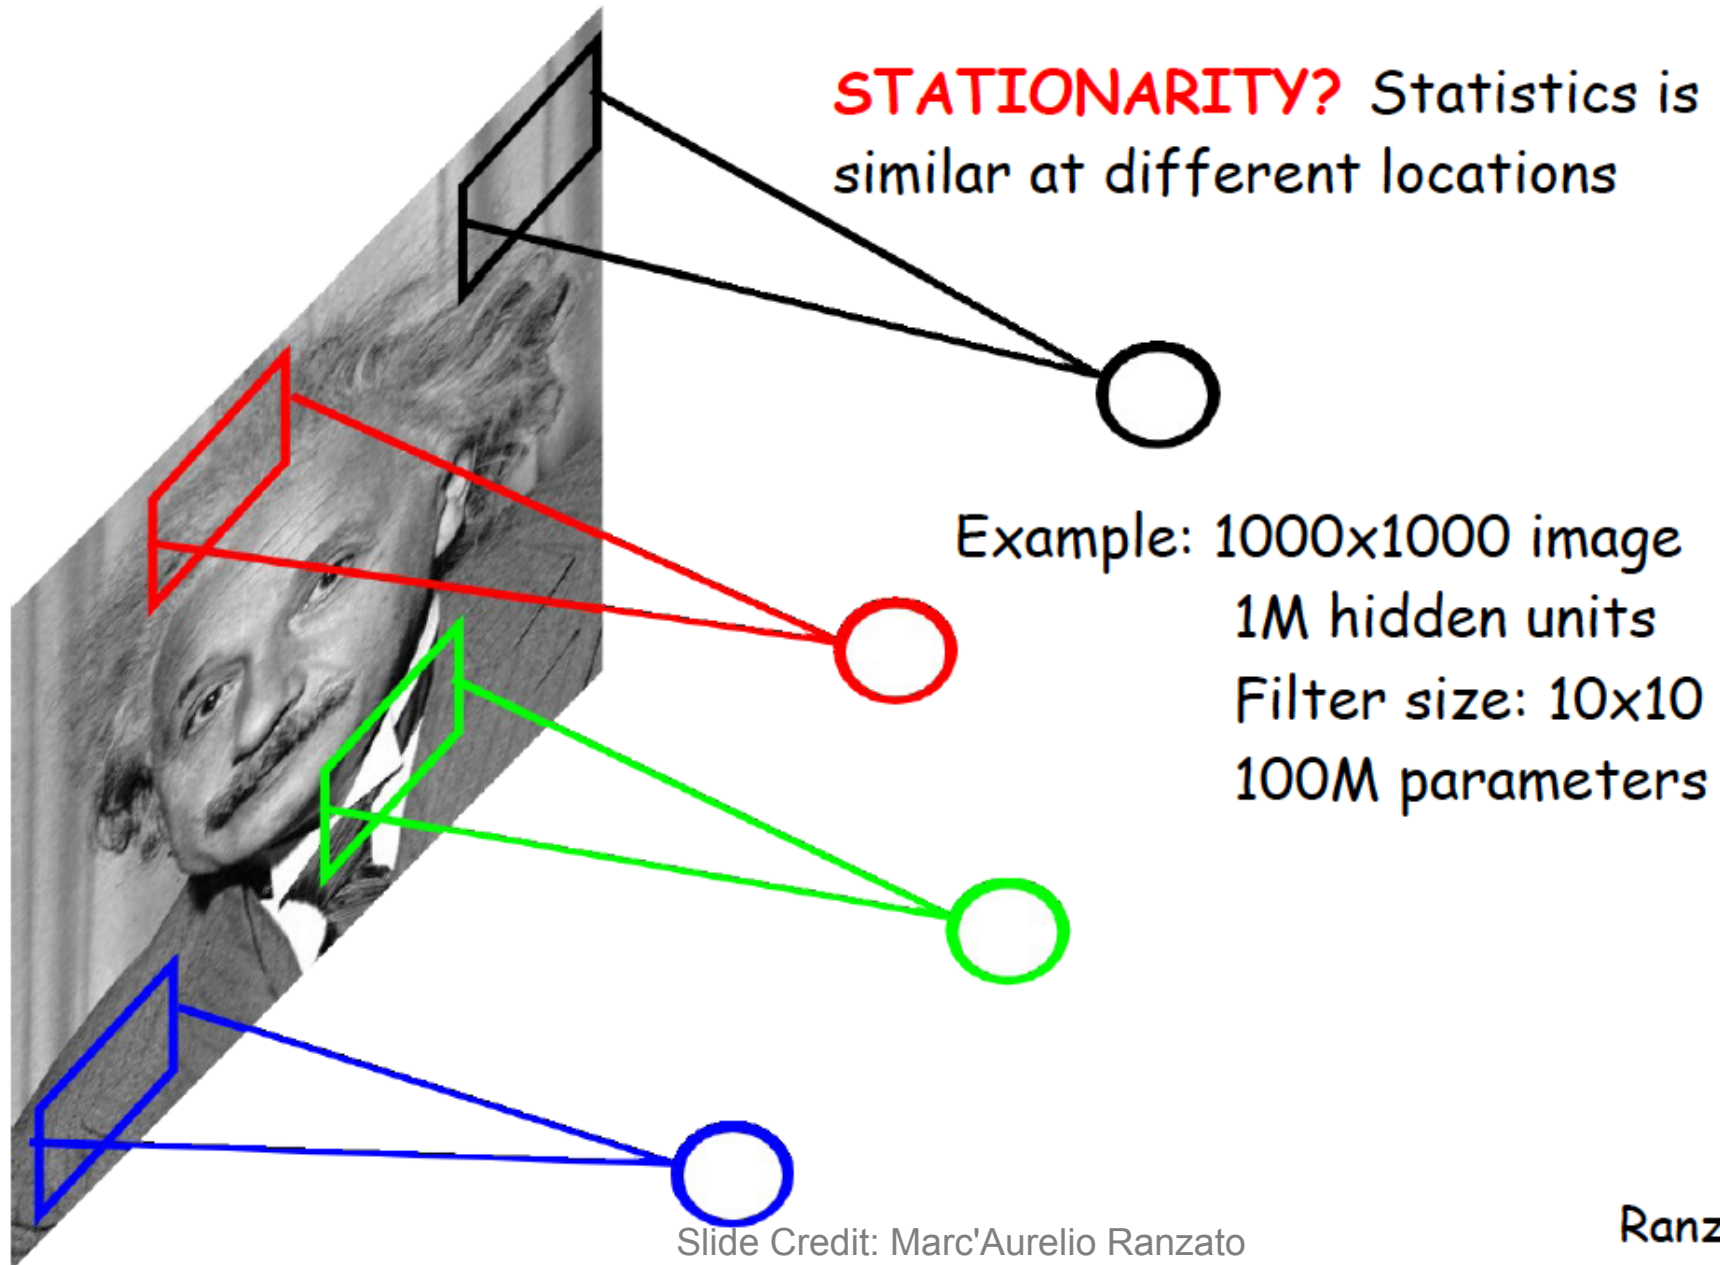 STATIONARITY? Statistics is
similar at different locations
Example: 1000x1000 image
1M hidden units
Filter size: 10x10
100M parameters
Slide Credit: Marc'Aurelio Ranzato
Ranz